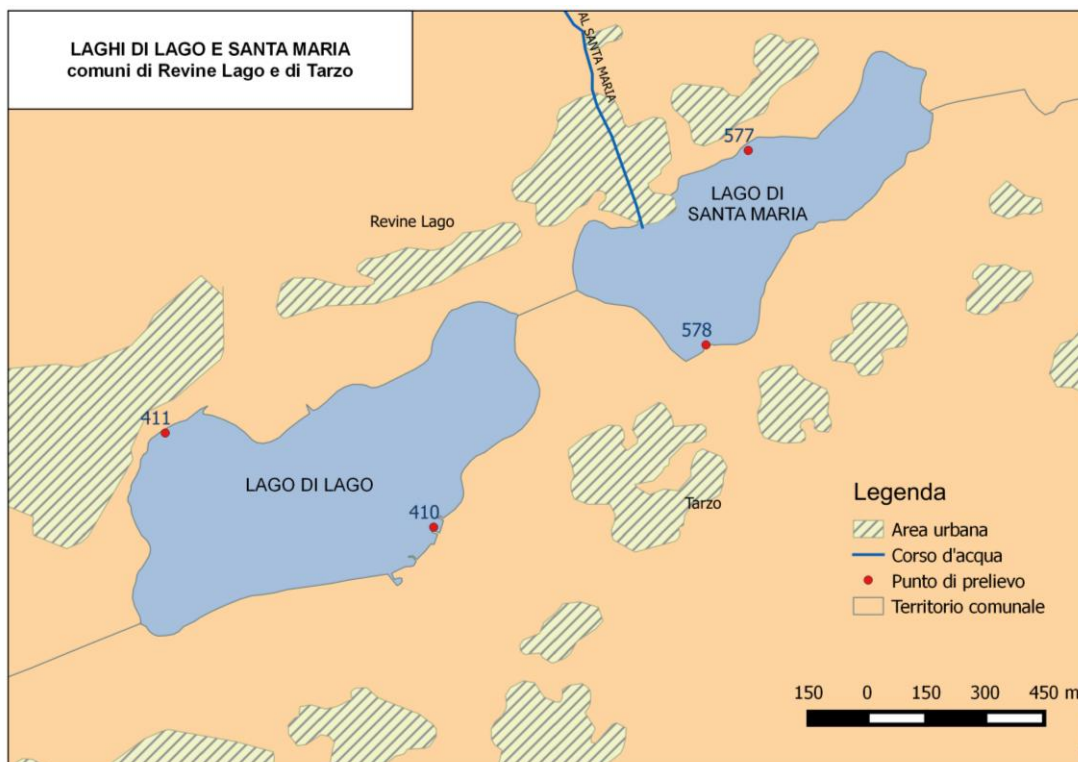 LAGHI DI LAGO E SANTA MARIA
comuni di Revine Lago e di Tarzo
AL SANTA MARIA
577
LAGO DI
SANTA MARIA
Revine Lago
578
411
LAGO DI LAGO
410
Tarzo
Legenda
Area urbana
Corso d'acqua
Punto di prelievo
Territorio comunale
150 0 150 300 450 m